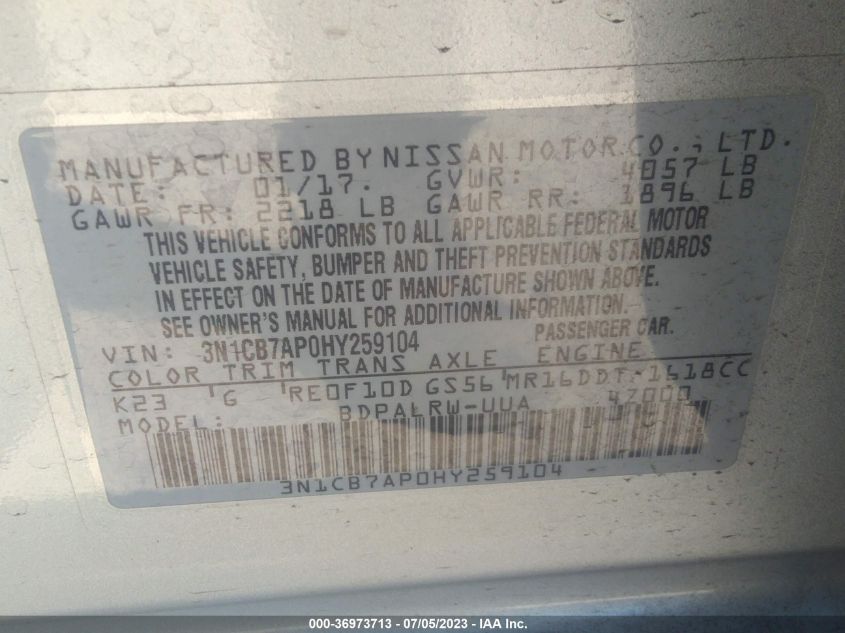 MANUFACTURED BY NISSAN MOTOR CO., LTD.
DATE: 01/17. GVWR: 4057 LB
GAWR FR: 2218 LB GAWR RR: 1896 LB
THIS VEHICLE CONFORMS TO ALL APPLICABLE FEDERAL MOTOR
VEHICLE SAFETY, BUMPER AND THEFT PREVENTION STANDARDS
IN EFFECT ON THE DATE OF MANUFACTURE SHOWN ABOVE.
SEE OWNER'S MANUAL FOR ADDITIONAL INFORMATION.
VIN: 3N1CB7AP0HY259104 PASSENGER CAR.
COLOR TRIM TRANS AXLE ENGINE
K23 G RE0F10D GS56 MR16DDT-1618CC
MODEL: BDPALRW-UUA 47000
3N1CB7AP0HY259104
000-36973713 - 07/05/2023 - IAA Inc.